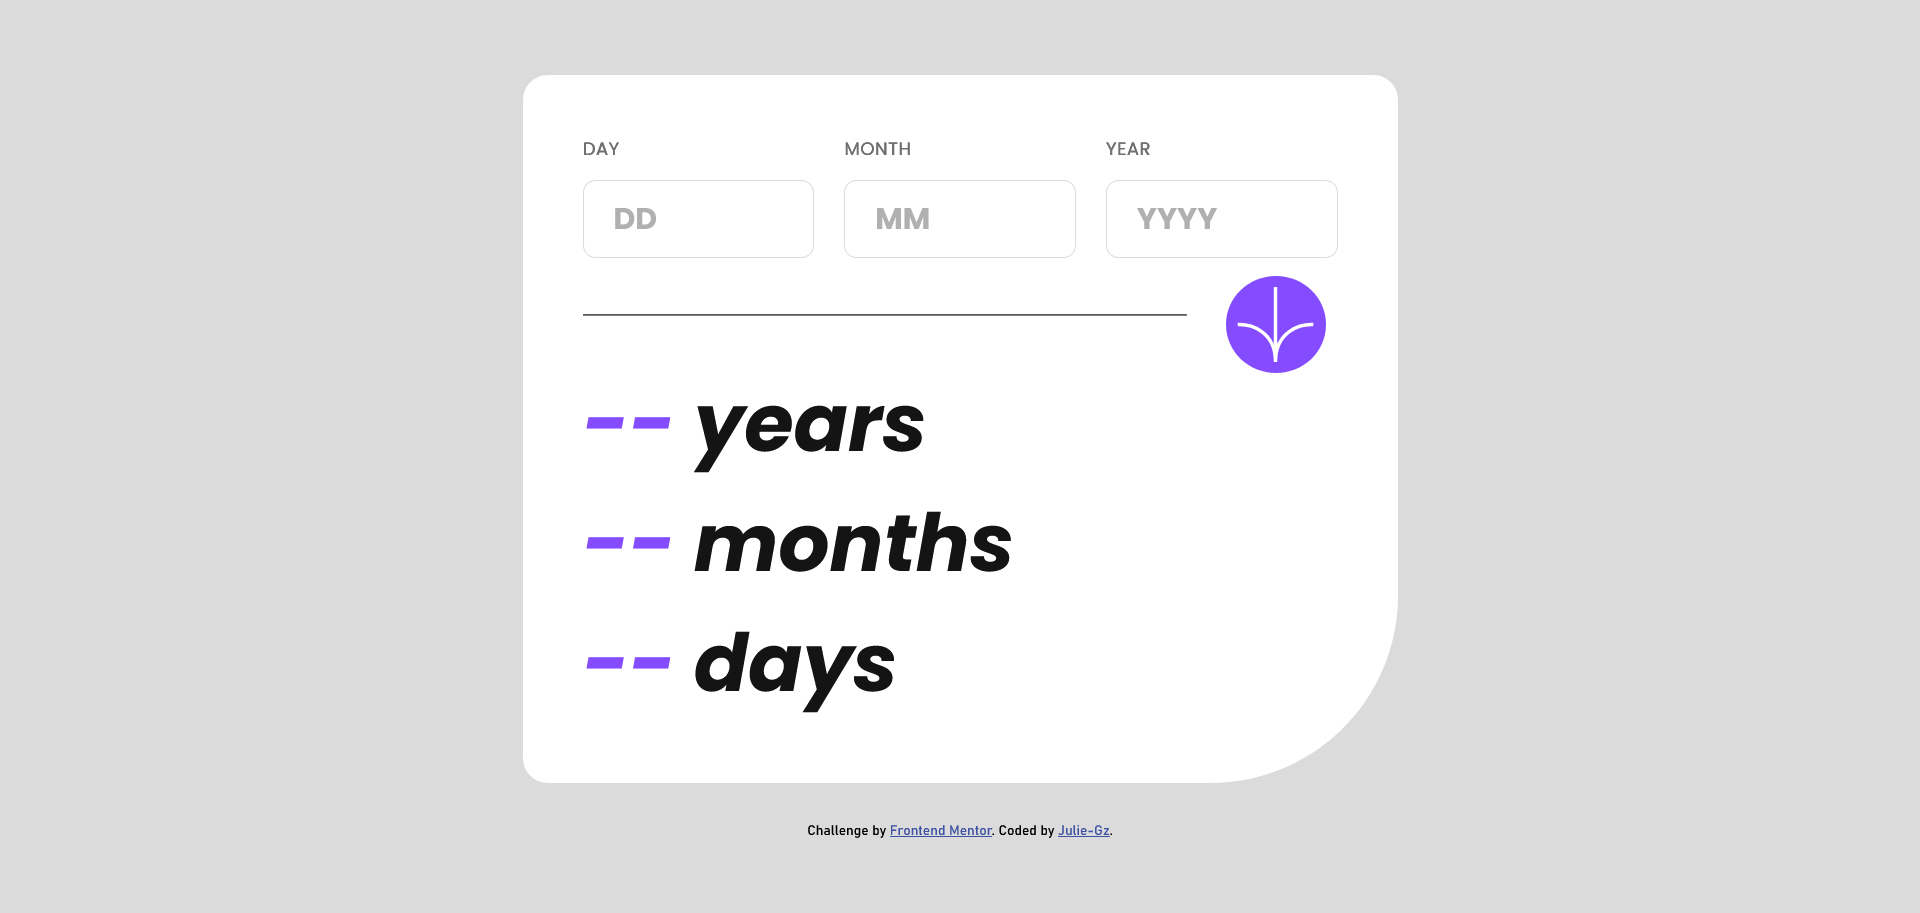 DAY MONTH YEAR
DD MM YYYY
-- years
-- months
-- days
Challenge by Frontend Mentor. Coded by Julie-Gz.